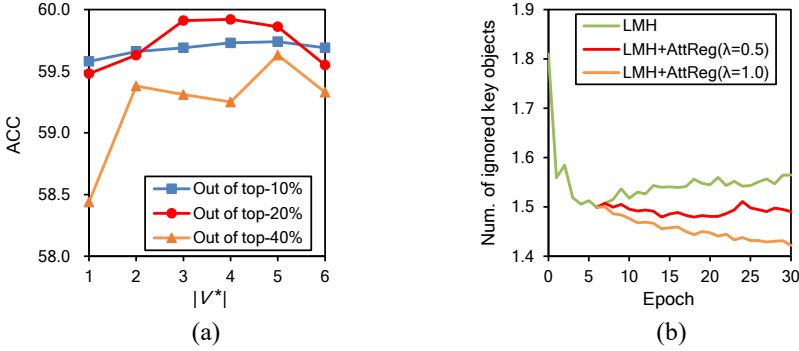 60.0
59.5
59.0
58.5
58.0
ACC
Out of top-10%
Out of top-20%
Out of top-40%
1 2 3 4 5 6
|V*|
(a)
1.9
1.8
1.7
1.6
1.5
1.4
Num. of ignored key objects
LMH
LMH+AttReg(λ=0.5)
LMH+AttReg(λ=1.0)
0 5 10 15 20 25 30
Epoch
(b)